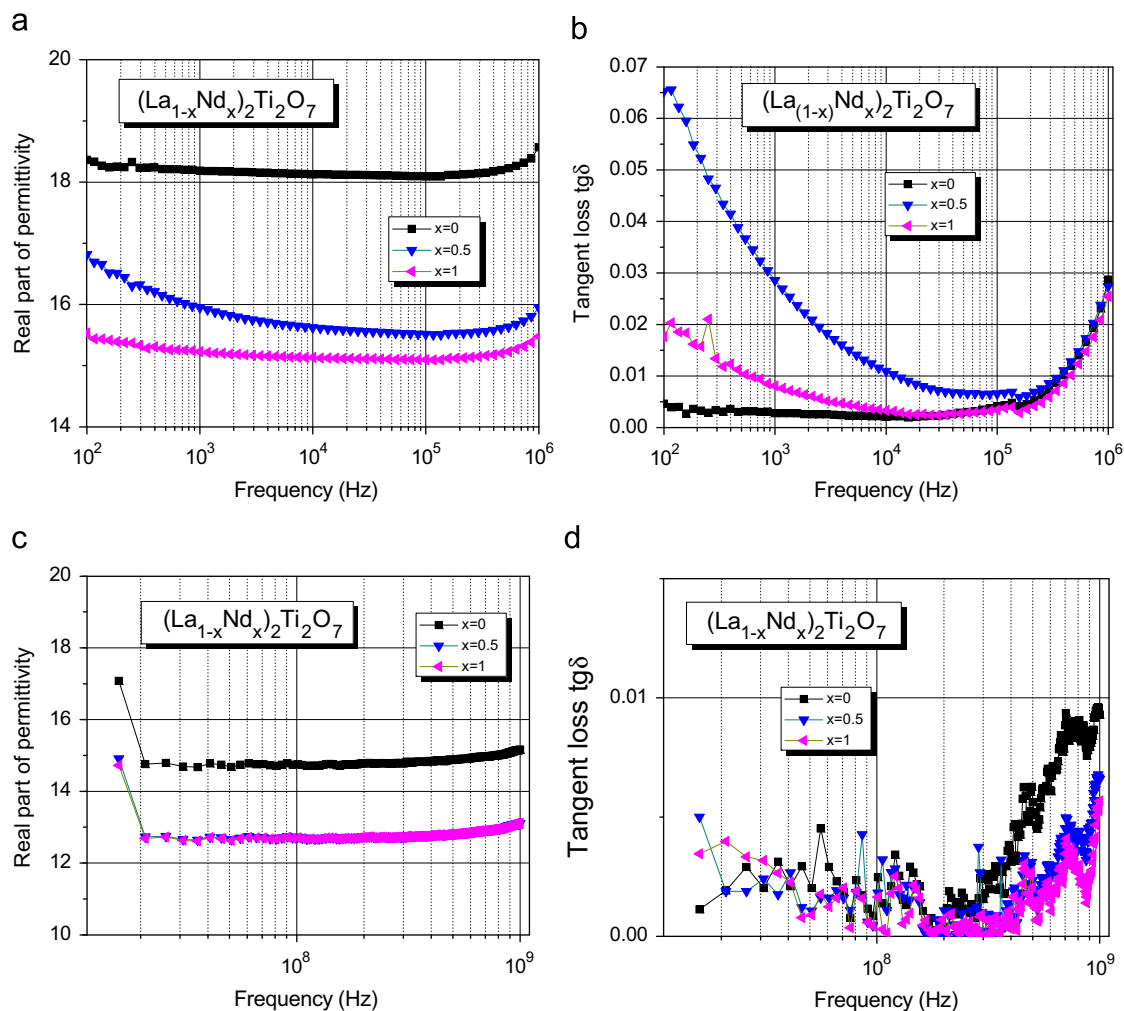 a
(La1-xNdx)2Ti2O7
20
18
16
14
Real part of permittivity
x=0
x=0.5
x=1
10^2 10^3 10^4 10^5 10^6
Frequency (Hz)
b
(La(1-x)Ndx)2Ti2O7
0.07
0.06
0.05
0.04
0.03
0.02
0.01
0.00
Tangent loss tgδ
x=0
x=0.5
x=1
10^2 10^3 10^4 10^5 10^6
Frequency (Hz)
c
(La1-xNdx)2Ti2O7
20
18
16
14
12
10
Real part of permittivity
x=0
x=0.5
x=1
10^8 10^9
Frequency (Hz)
d
(La1-xNdx)2Ti2O7
0.01
0.00
Tangent loss tgδ
x=0
x=0.5
x=1
10^8 10^9
Frequency (Hz)